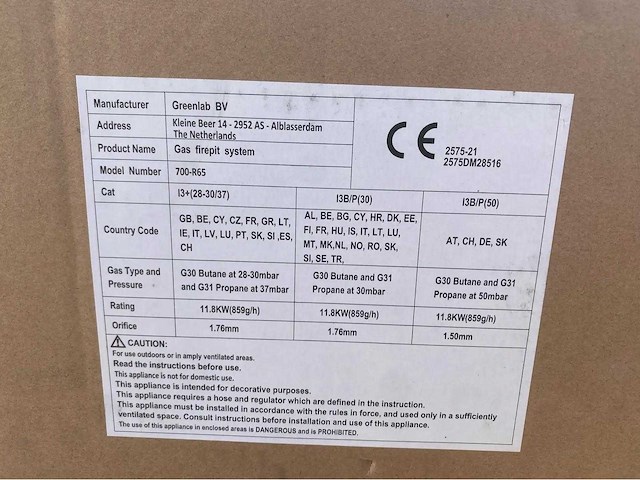 Manufacturer Greenlab BV
Address Kleine Beer 14 - 2952 AS - Alblasserdam
The Netherlands
Product Name Gas firepit system
Model Number 700-R65
CE 2575-21
2575DM28516
Cat I3+(28-30/37) I3B/P(30) I3B/P(50)
Country Code
GB, BE, CY, CZ, FR, GR, LT,
IE, IT, LV, LU, PT, SK, SI ,ES,
CH
AL, BE, BG, CY, HR, DK, EE,
FI, FR, HU, IS, IT, LT, LU,
MT, MK,NL, NO, RO, SK,
SI, SE, TR,
AT, CH, DE, SK
Gas Type and
Pressure
G30 Butane at 28-30mbar
and G31 Propane at 37mbar
G30 Butane and G31
Propane at 30mbar
G30 Butane and G31
Propane at 50mbar
Rating 11.8KW(859g/h) 11.8KW(859g/h) 11.8KW(859g/h)
Orifice 1.76mm 1.76mm 1.50mm
CAUTION:
For use outdoors or in amply ventilated areas.
Read the instructions before use.
This appliance is not for domestic use.
This appliance is intended for decorative purposes.
This appliance requires a hose and regulator which are defined in the instruction.
This appliance must be installed in accordance with the rules in force, and used only in a sufficiently
ventilated space. Consult instructions before installation and use of this appliance.
The use of this appliance in enclosed areas is DANGEROUS and is PROHIBITED.